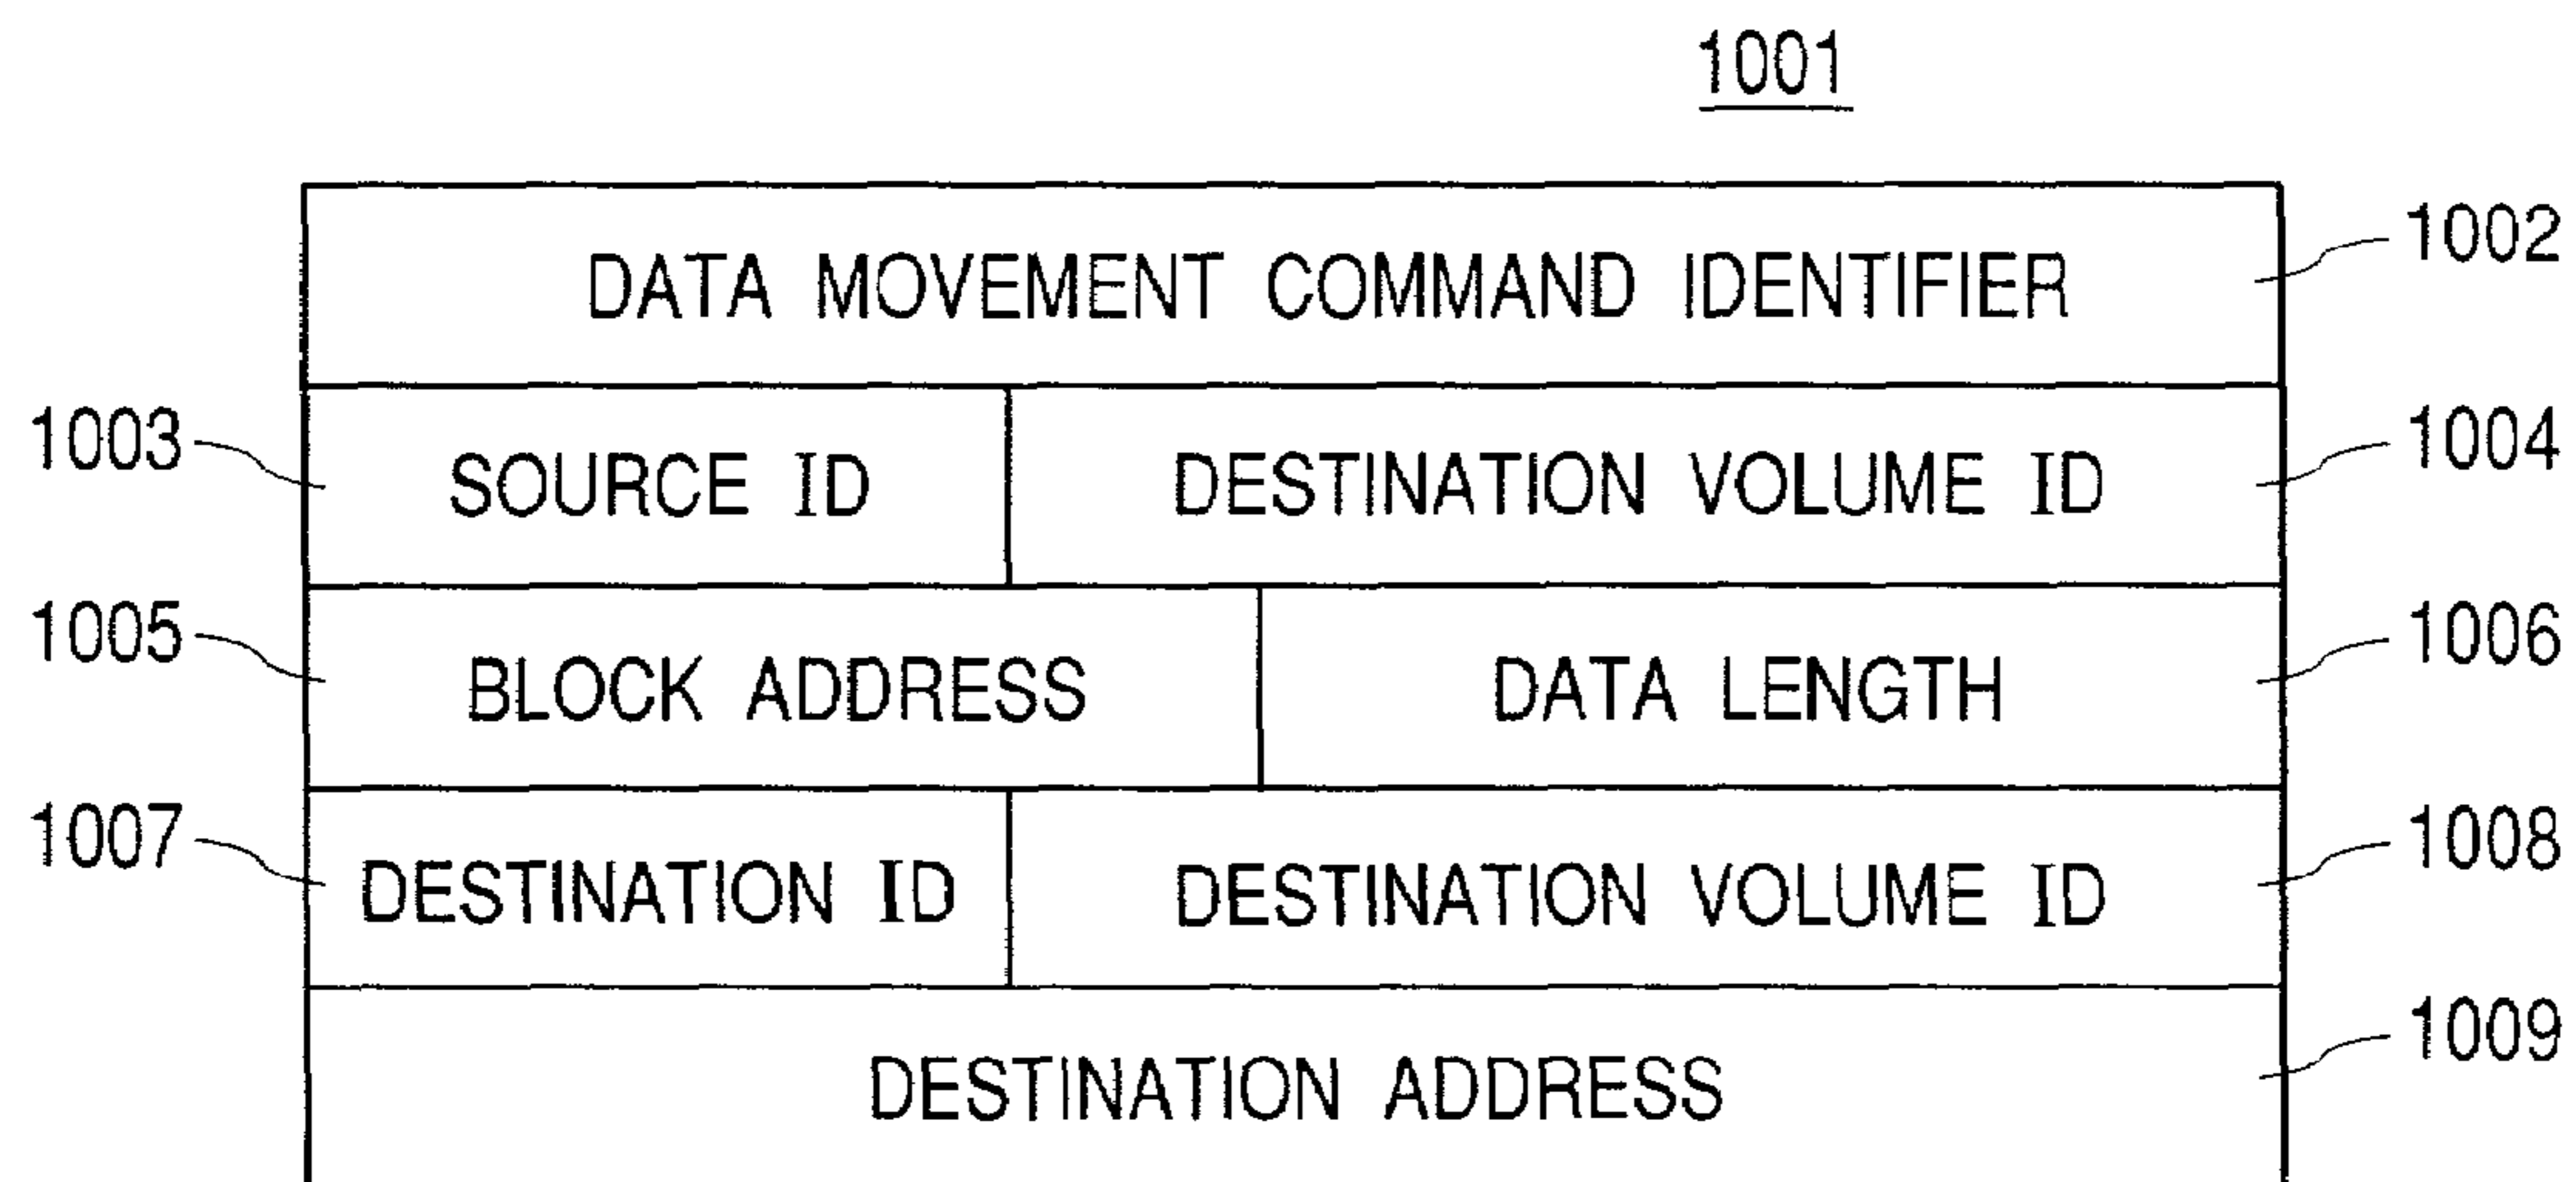 1001
DATA MOVEMENT COMMAND IDENTIFIER 1002
1003 SOURCE ID DESTINATION VOLUME ID 1004
1005 BLOCK ADDRESS DATA LENGTH 1006
1007 DESTINATION ID DESTINATION VOLUME ID 1008
DESTINATION ADDRESS 1009